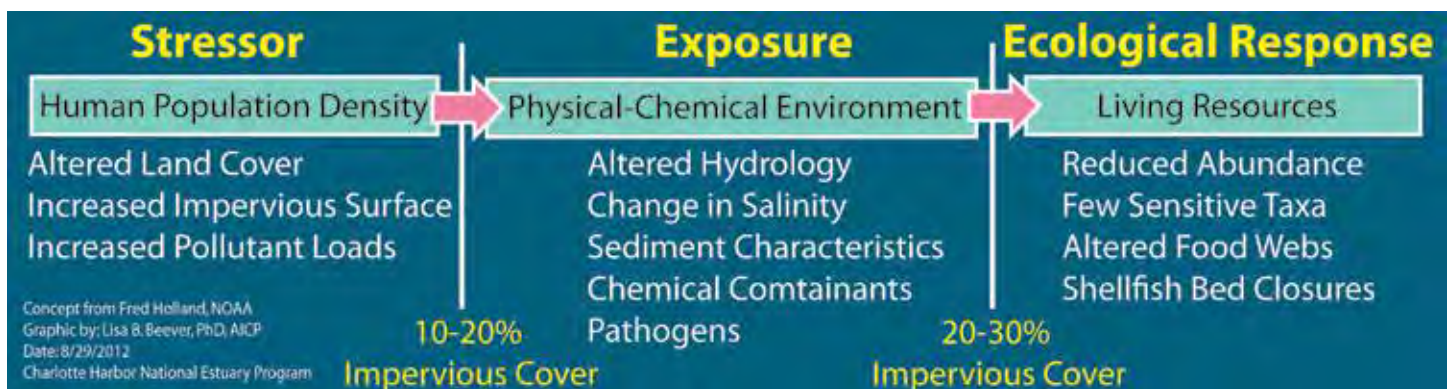 Stressor
Human Population Density
Altered Land Cover
Increased Impervious Surface
Increased Pollutant Loads
Concept from Fred Holland, NOAA
Graphic by: Lisa B. Beever, PhD, AICP
Date: 8/29/2012
Charlotte Harbor National Estuary Program
10-20%
Impervious Cover
Exposure
Physical-Chemical Environment
Altered Hydrology
Change in Salinity
Sediment Characteristics
Chemical Comtainants
Pathogens
20-30%
Impervious Cover
Ecological Response
Living Resources
Reduced Abundance
Few Sensitive Taxa
Altered Food Webs
Shellfish Bed Closures